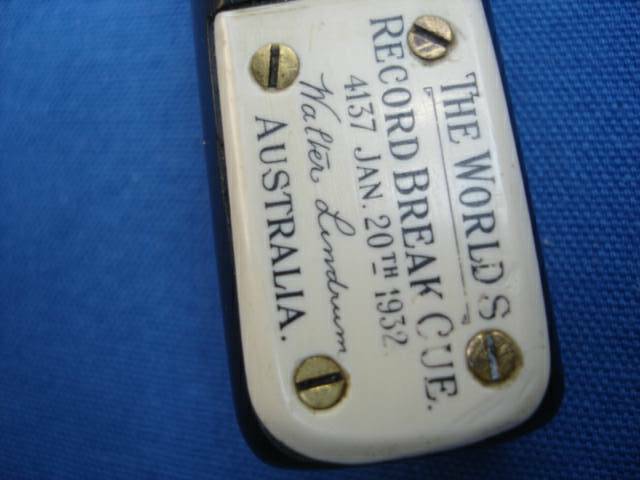 THE WORLD'S
RECORD BREAK CUE.
4137 JAN. 20TH 1932.
Walter Lindrum
AUSTRALIA.